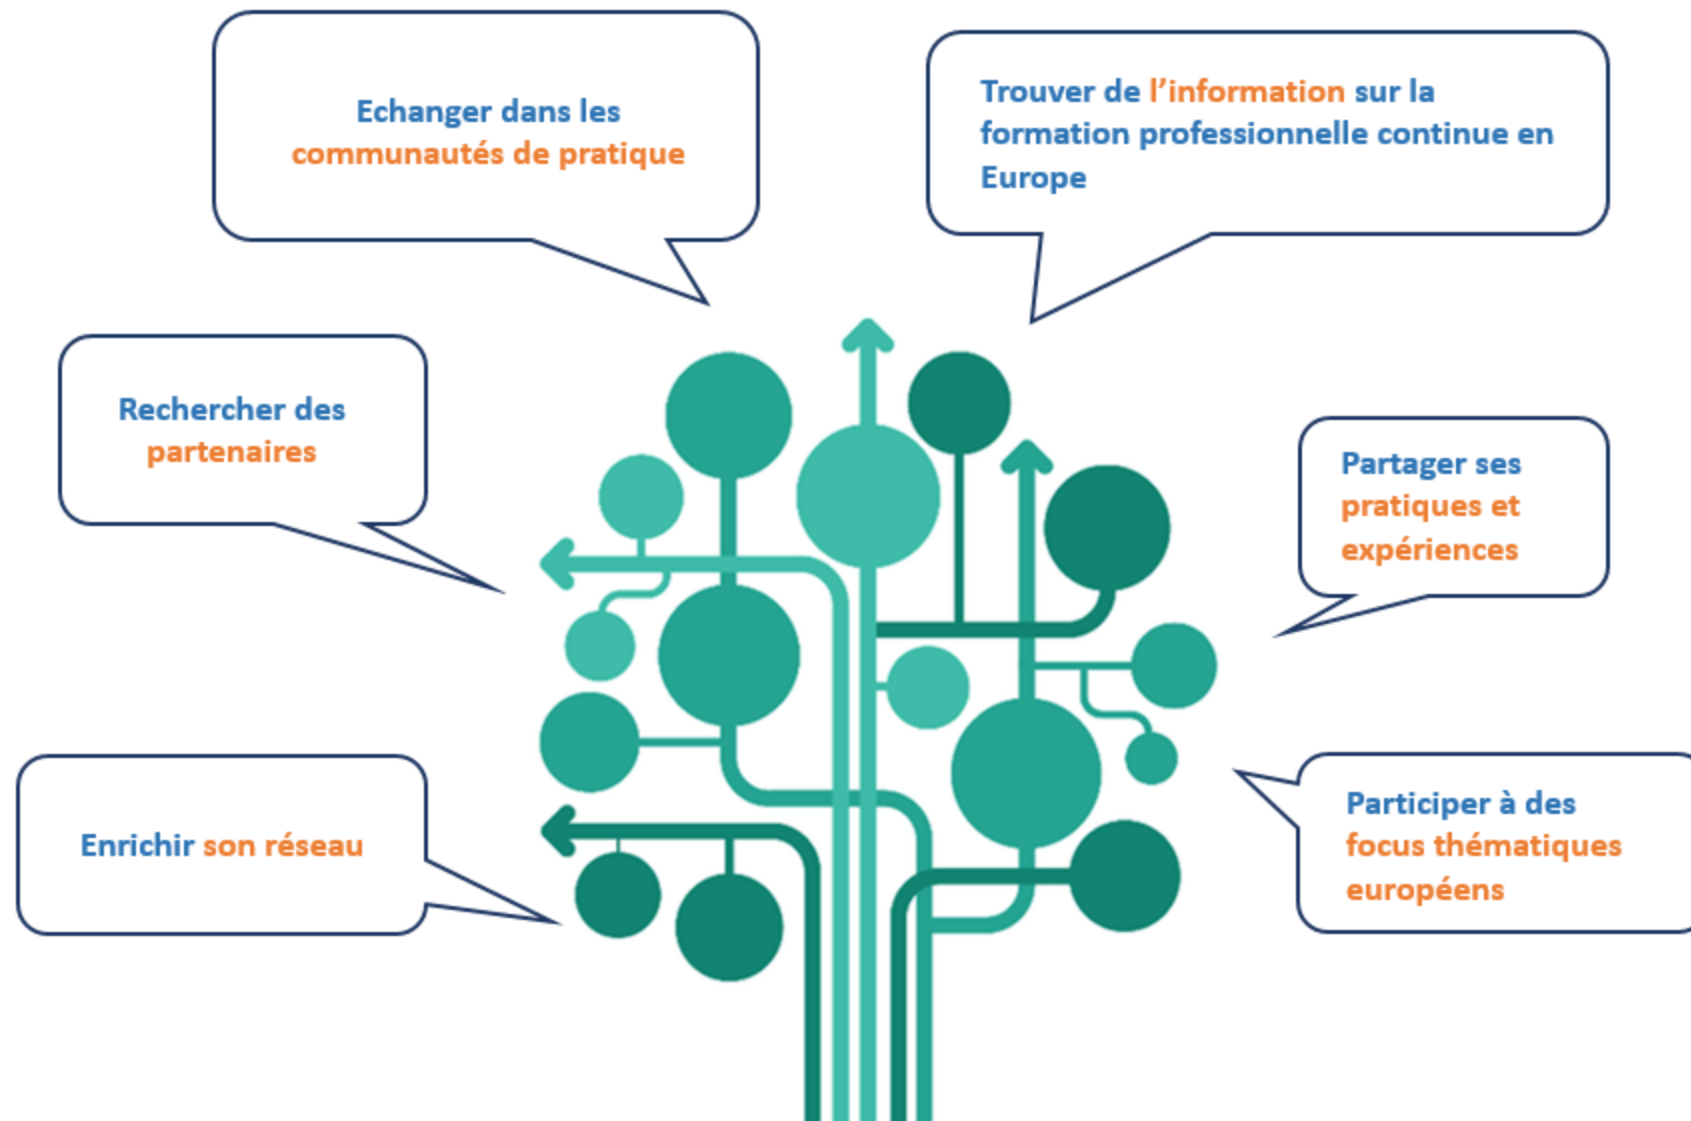 Echanger dans les
communautés de pratique
Trouver de l’information sur la
formation professionnelle continue en
Europe
Rechercher des
partenaires
Partager ses
pratiques et
expériences
Enrichir son réseau
Participer à des
focus thématiques
européens